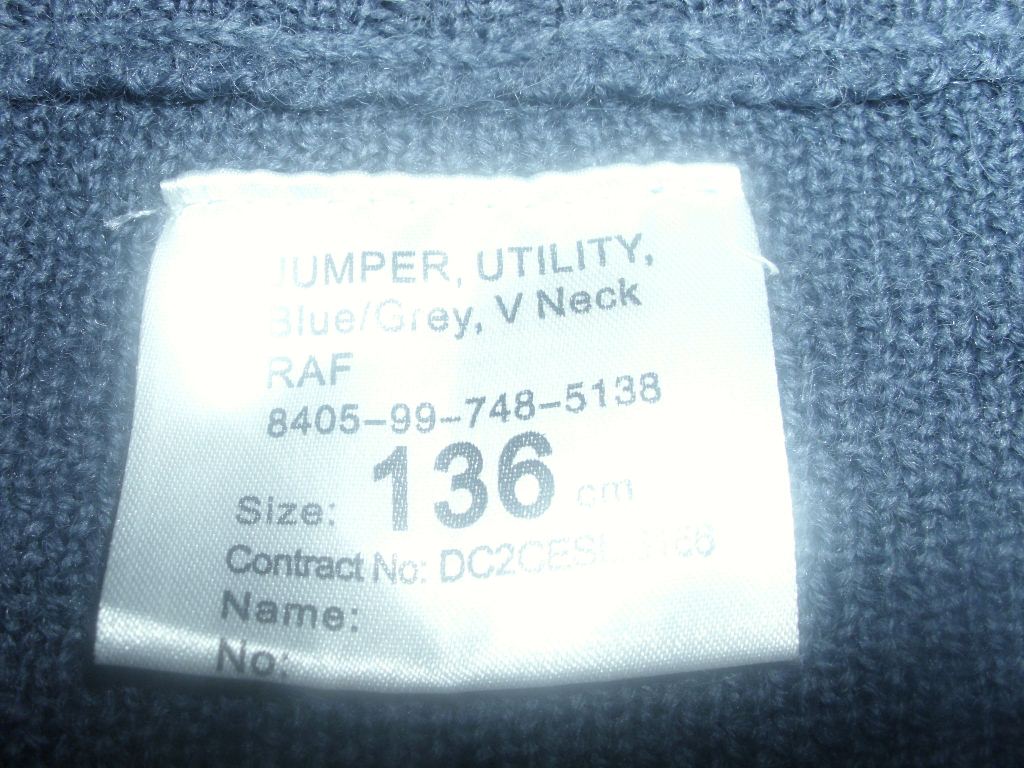 JUMPER, UTILITY,
Blue/Grey, V Neck
RAF
8405-99-748-5138
Size: 136 cm
Contract No:
Name:
No: